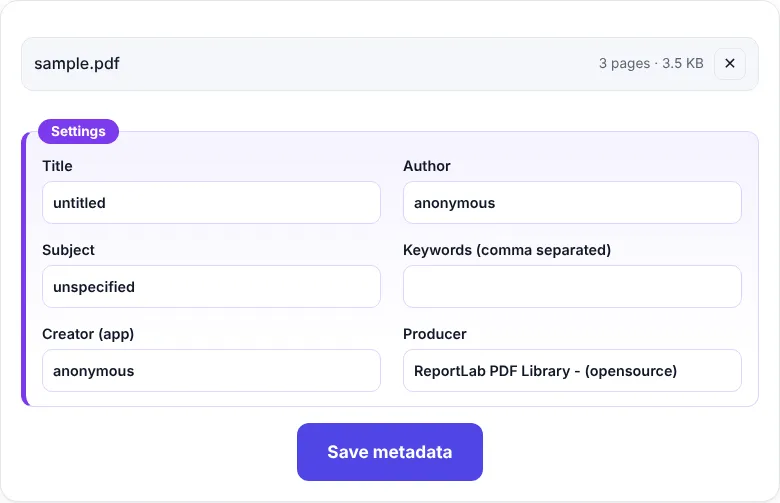 sample.pdf
3 pages · 3.5 KB ✕
Settings
Title
Author
untitled
anonymous
Subject
Keywords (comma separated)
unspecified
Creator (app)
Producer
anonymous
ReportLab PDF Library - (opensource)
Save metadata